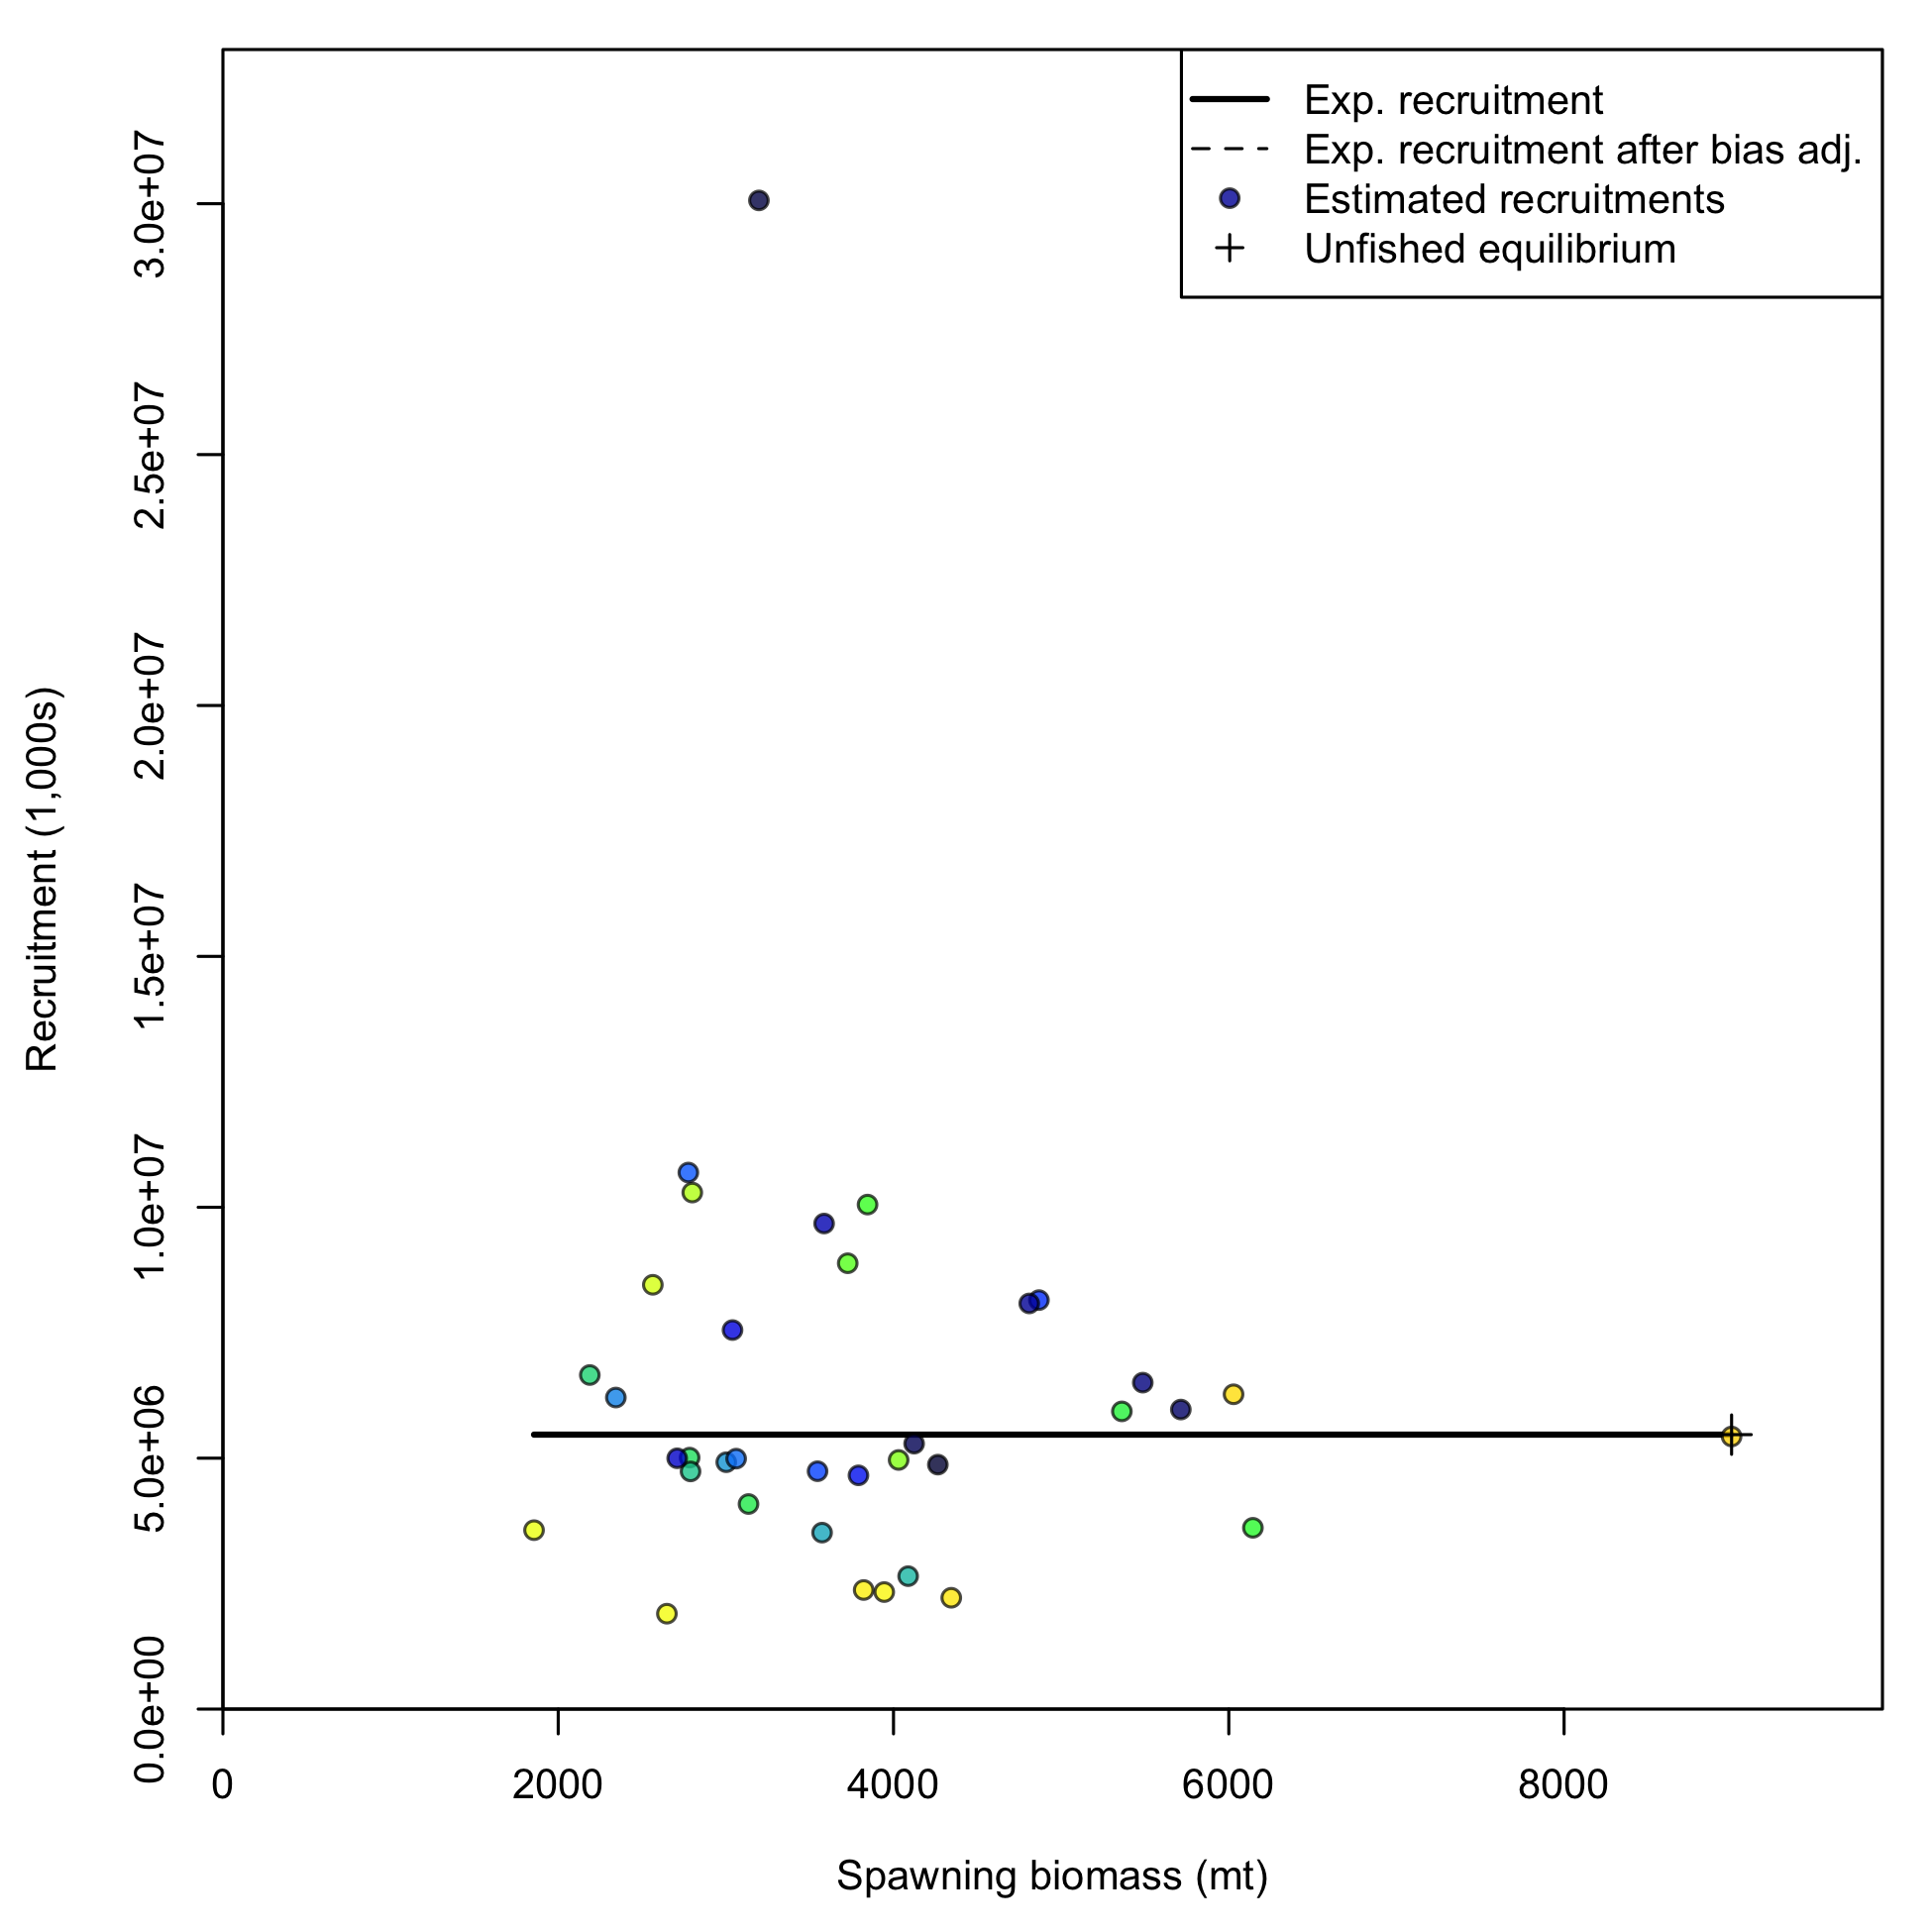 Exp. recruitment
Exp. recruitment after bias adj.
Estimated recruitments
Unfished equilibrium
3.0e+07
2.5e+07
2.0e+07
1.5e+07
1.0e+07
5.0e+06
0.0e+00
Recruitment (1,000s)
0 2000 4000 6000 8000
Spawning biomass (mt)